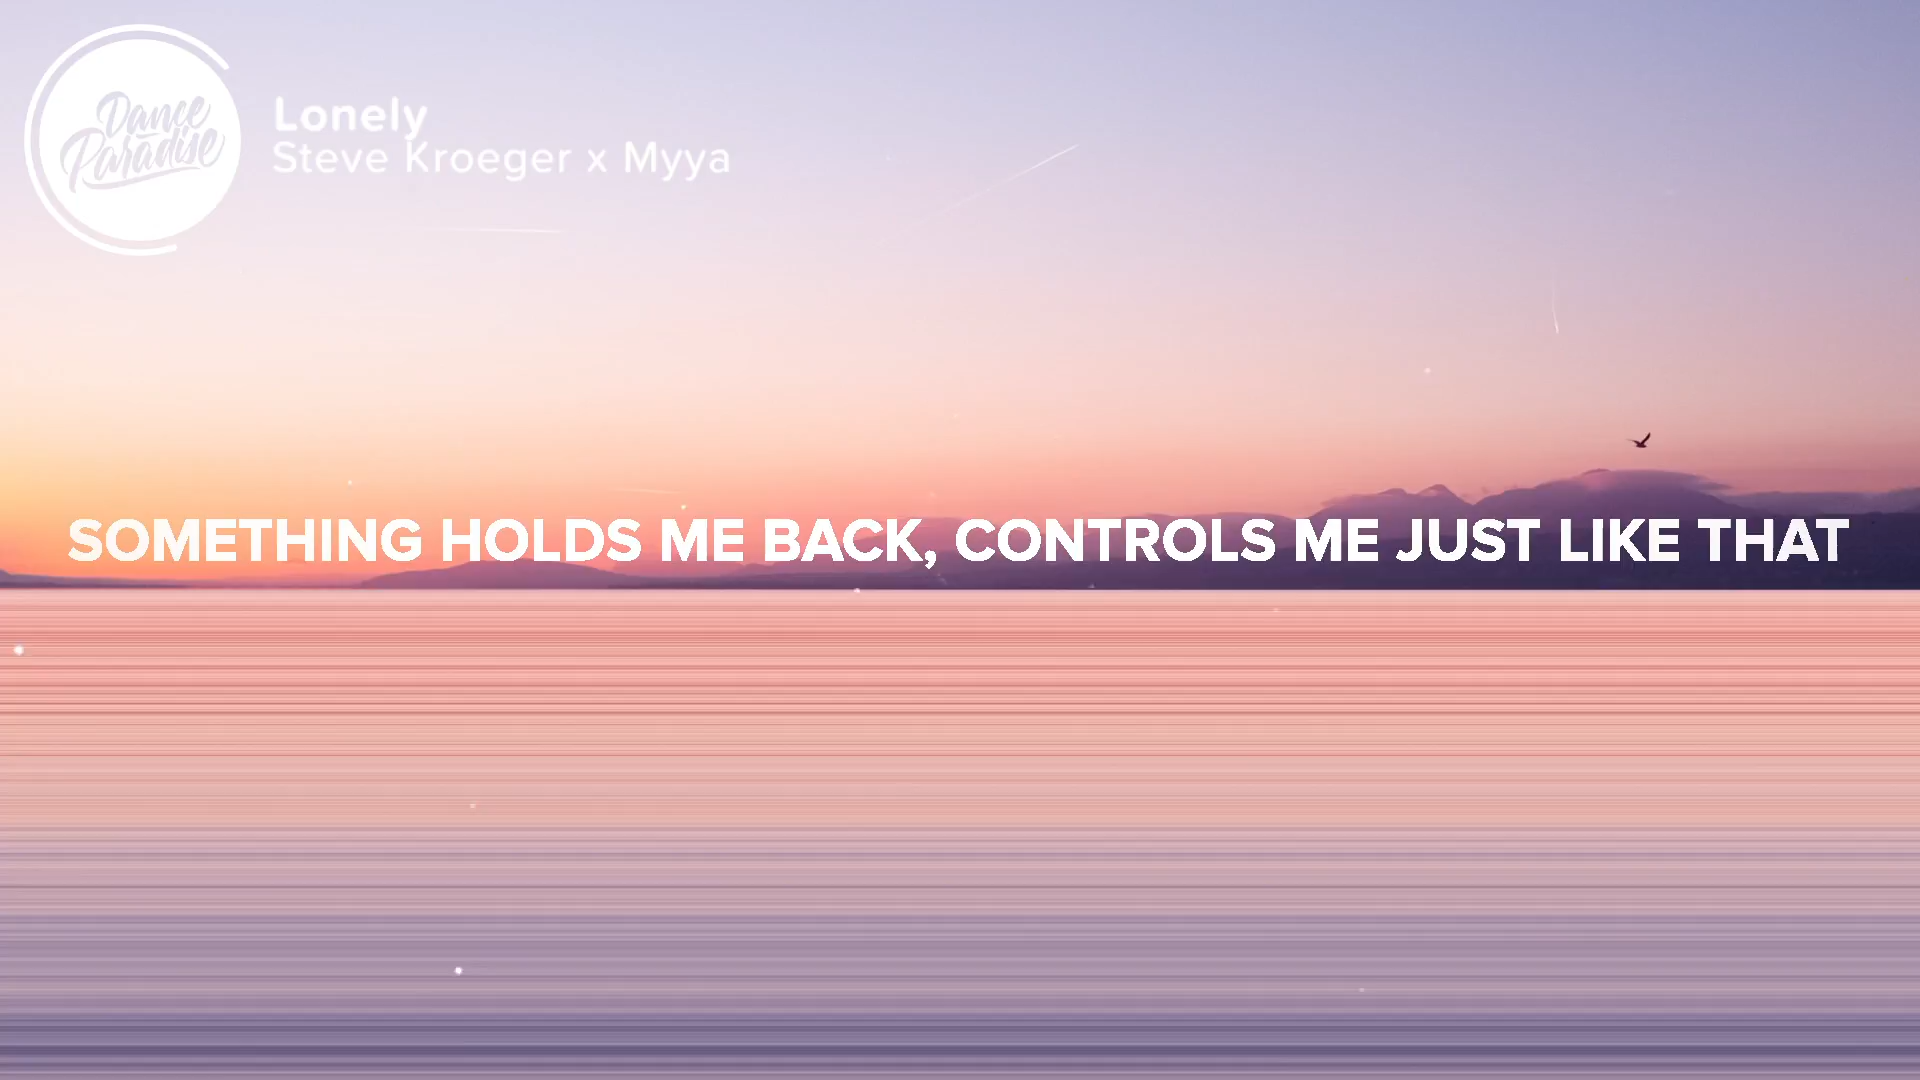 Dance
Paradise
Lonely
Steve Kroeger x Myya
SOMETHING HOLDS ME BACK, CONTROLS ME JUST LIKE THAT